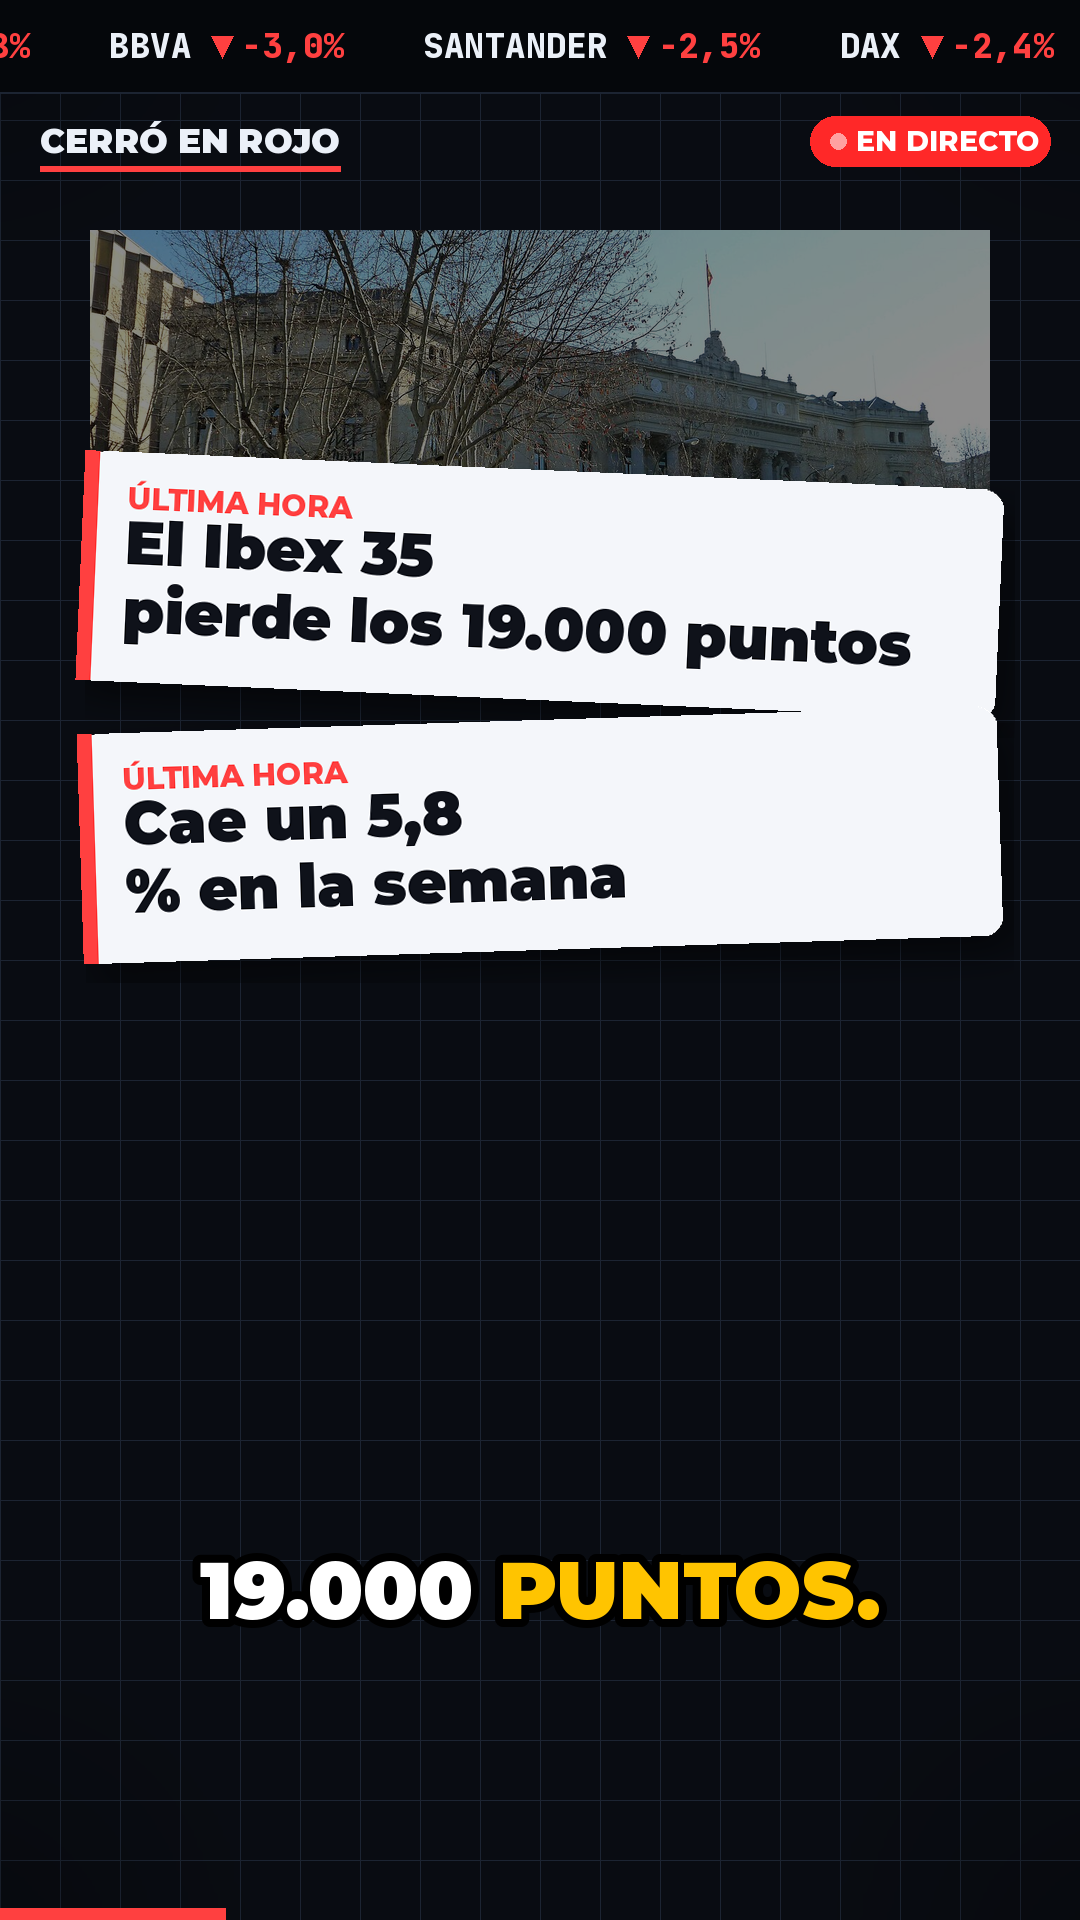 BBVA ▼-3,0% SANTANDER ▼-2,5% DAX ▼-2,4%
CERRÓ EN ROJO
EN DIRECTO
ÚLTIMA HORA
El Ibex 35
pierde los 19.000 puntos
ÚLTIMA HORA
Cae un 5,8
% en la semana
19.000 PUNTOS.